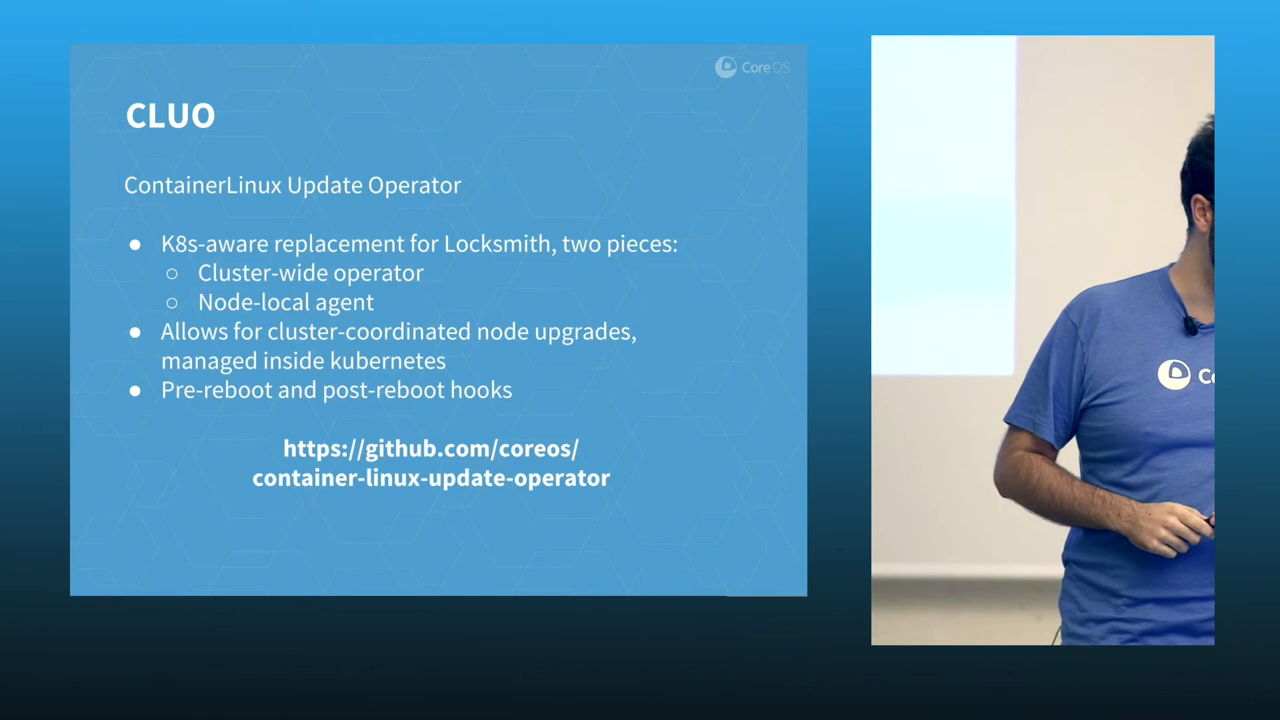 CoreOS
CLUO
ContainerLinux Update Operator
● K8s-aware replacement for Locksmith, two pieces:
○ Cluster-wide operator
○ Node-local agent
● Allows for cluster-coordinated node upgrades,
managed inside kubernetes
● Pre-reboot and post-reboot hooks
https://github.com/coreos/
container-linux-update-operator